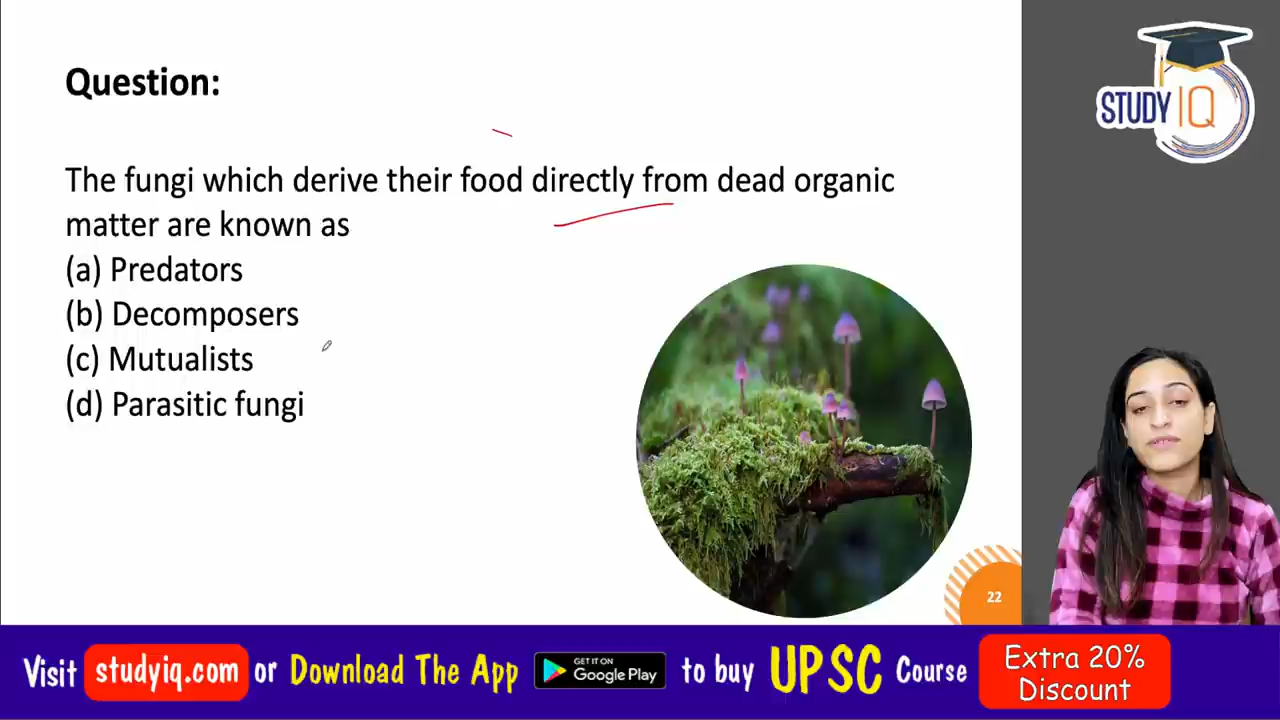 Question:
The fungi which derive their food directly from dead organic
matter are known as
(a) Predators
(b) Decomposers
(c) Mutualists
(d) Parasitic fungi
STUDY IQ
22
Visit studyiq.com or Download The App GET IT ON Google Play to buy UPSC Course
Extra 20%
Discount